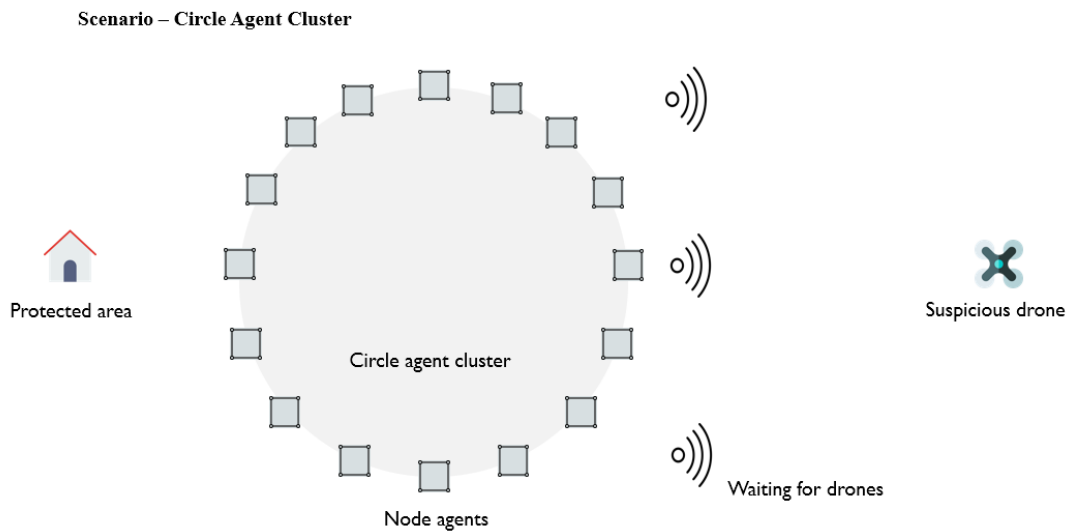 Scenario – Circle Agent Cluster
Protected area
Suspicious drone
Circle agent cluster
Waiting for drones
Node agents